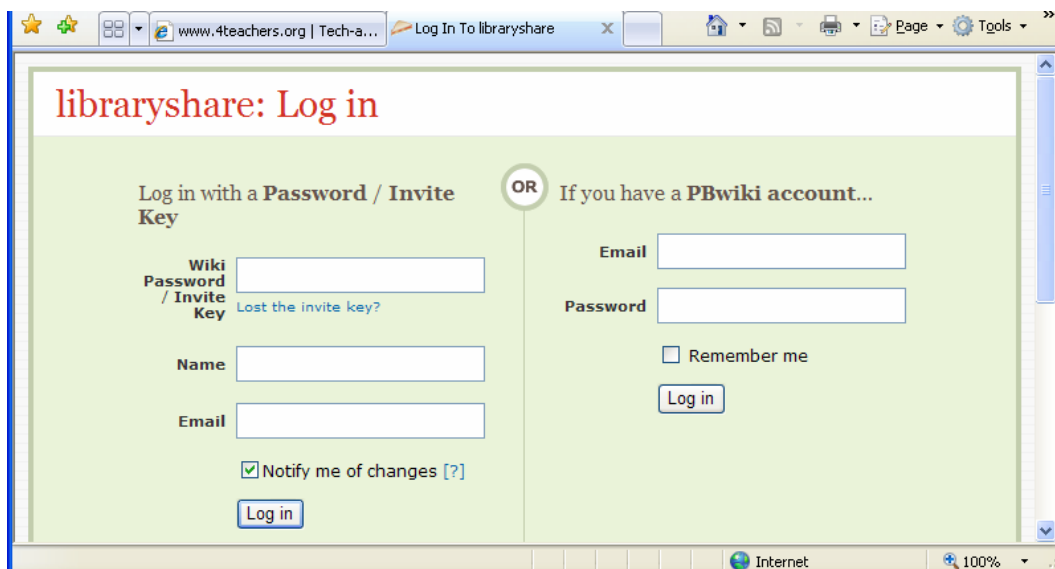 www.4teachers.org | Tech-a...
Log In To libraryshare
X
Page
Tools
»
libraryshare: Log in
Log in with a Password / Invite
Key
Wiki
Password
/ Invite
Key
Lost the invite key?
Name
Email
Notify me of changes [?]
Log in
OR
If you have a PBwiki account...
Email
Password
Remember me
Log in
Internet
100%